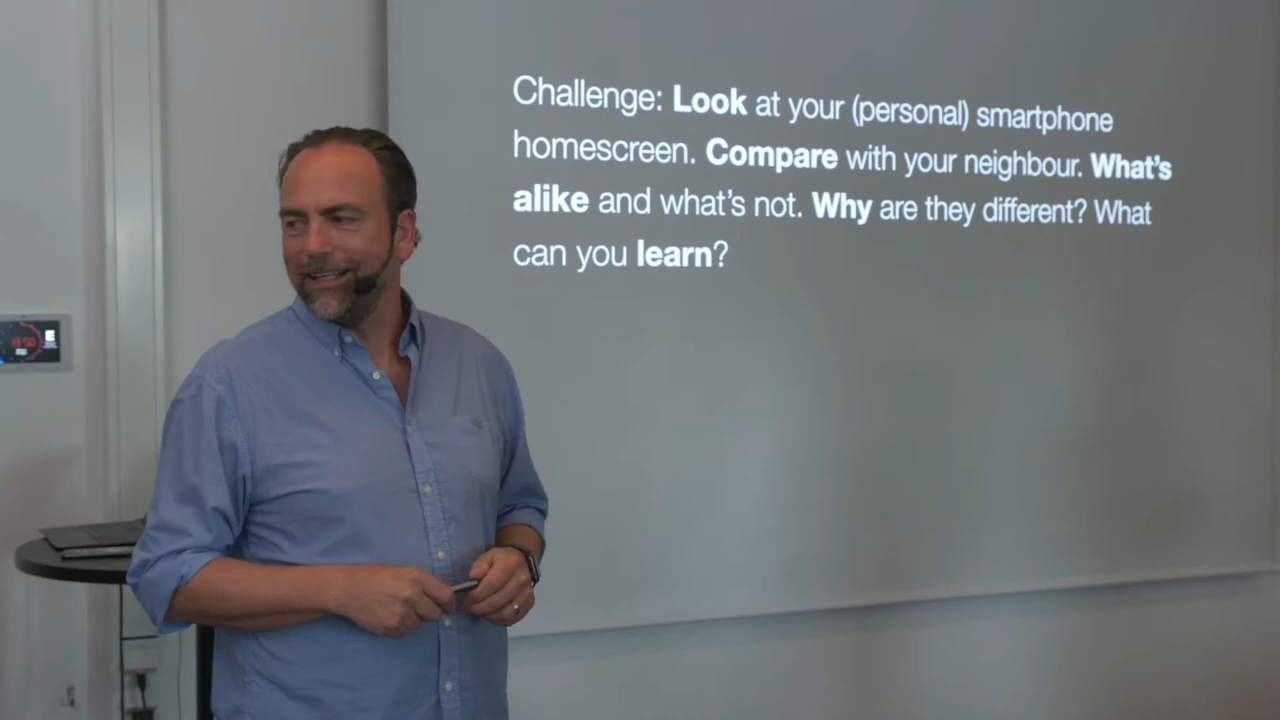 Challenge: Look at your (personal) smartphone
homescreen. Compare with your neighbour. What's
alike and what's not. Why are they different? What
can you learn?